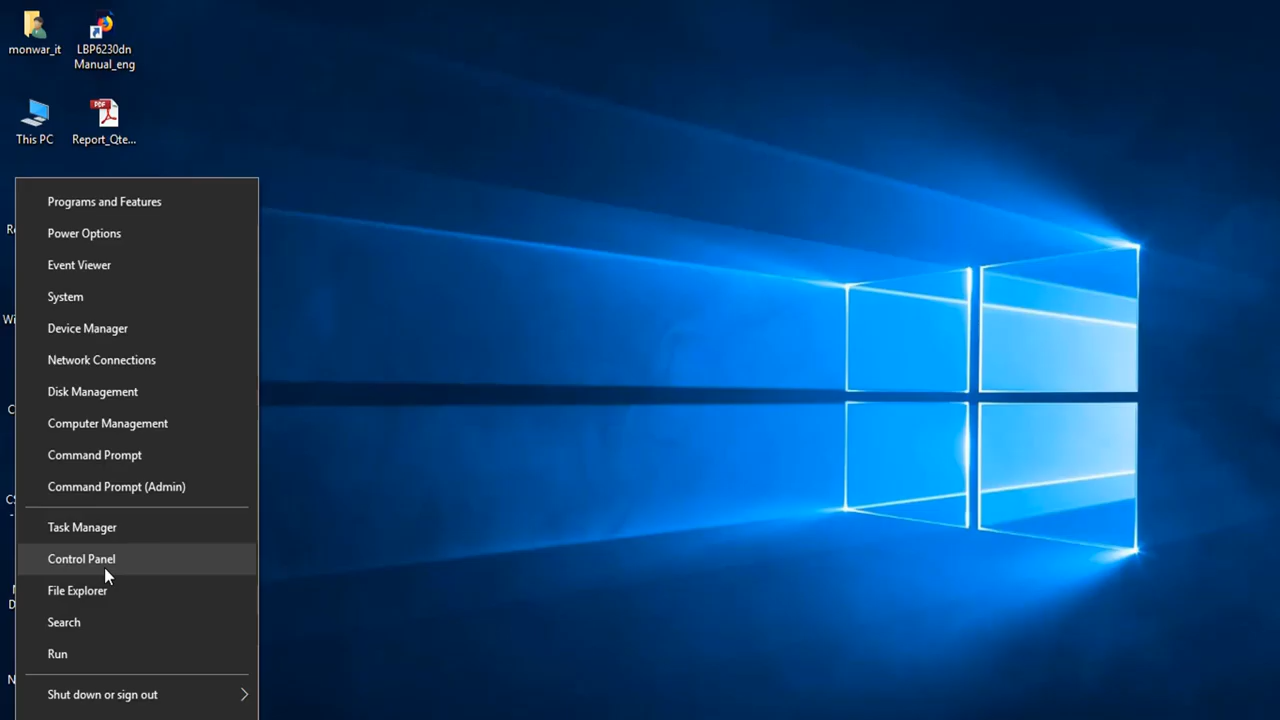 monwar_it
LBP6230dn
Manual_eng
This PC
PDF
Report_Qte...
Programs and Features
Power Options
Event Viewer
System
Device Manager
Network Connections
Disk Management
Computer Management
Command Prompt
Command Prompt (Admin)
Task Manager
Control Panel
File Explorer
Search
Run
Shut down or sign out